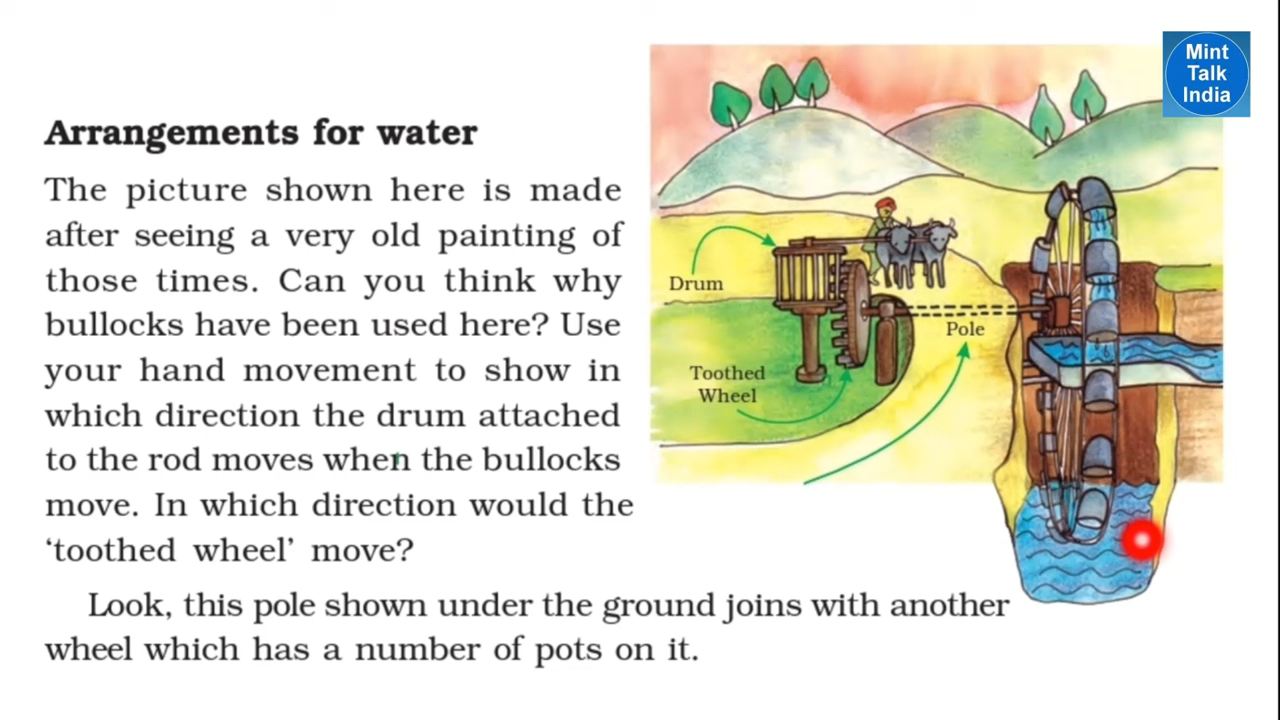 Mint
Talk
India
Arrangements for water
The picture shown here is made
after seeing a very old painting of
those times. Can you think why
bullocks have been used here? Use
your hand movement to show in
which direction the drum attached
to the rod moves when the bullocks
move. In which direction would the
‘toothed wheel’ move?
Look, this pole shown under the ground joins with another
wheel which has a number of pots on it.
Drum
Pole
Toothed
Wheel